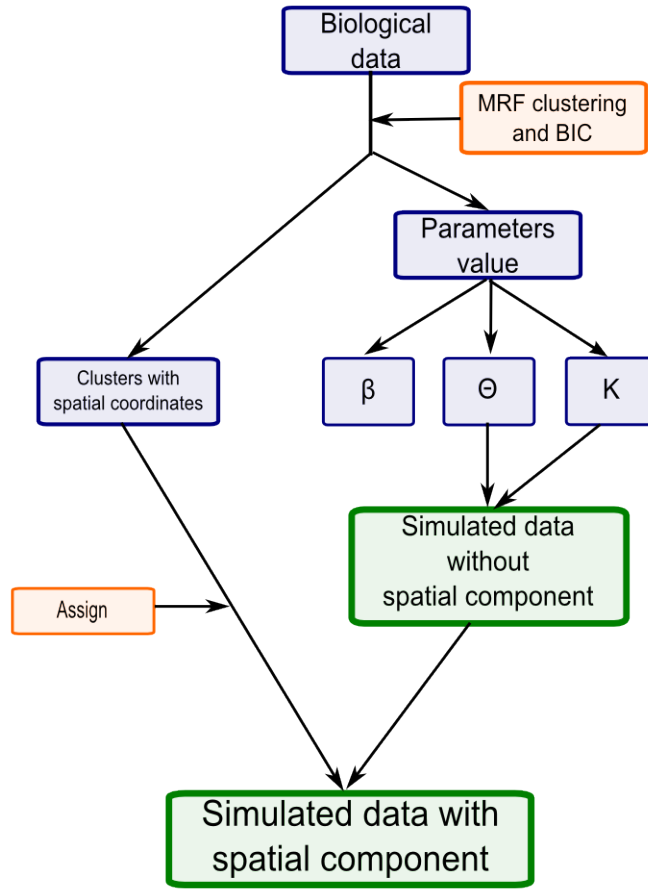 Biological
data
MRF clustering
and BIC
Parameters
value
Clusters with
spatial coordinates
β
Θ
K
Simulated data
without
spatial component
Assign
Simulated data with
spatial component